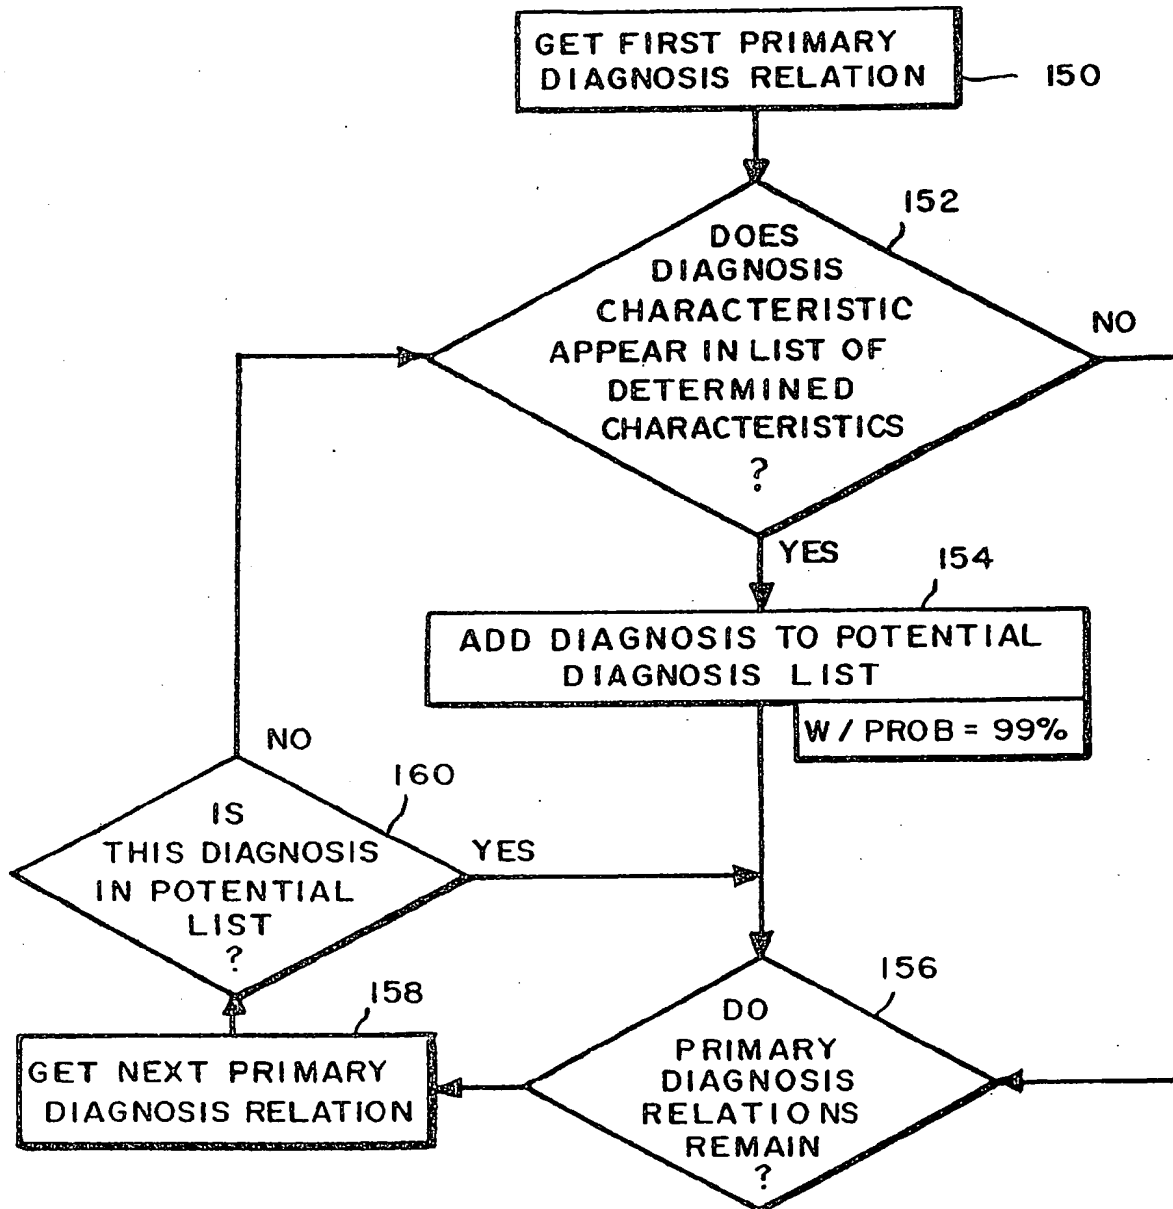 GET FIRST PRIMARY
DIAGNOSIS RELATION
150
152
DOES
DIAGNOSIS
CHARACTERISTIC
APPEAR IN LIST OF
DETERMINED
CHARACTERISTICS
?
NO
YES
154
ADD DIAGNOSIS TO POTENTIAL
DIAGNOSIS LIST
W / PROB = 99%
NO
160
IS
THIS DIAGNOSIS
IN POTENTIAL
LIST
?
YES
156
DO
PRIMARY
DIAGNOSIS
RELATIONS
REMAIN
?
158
GET NEXT PRIMARY
DIAGNOSIS RELATION